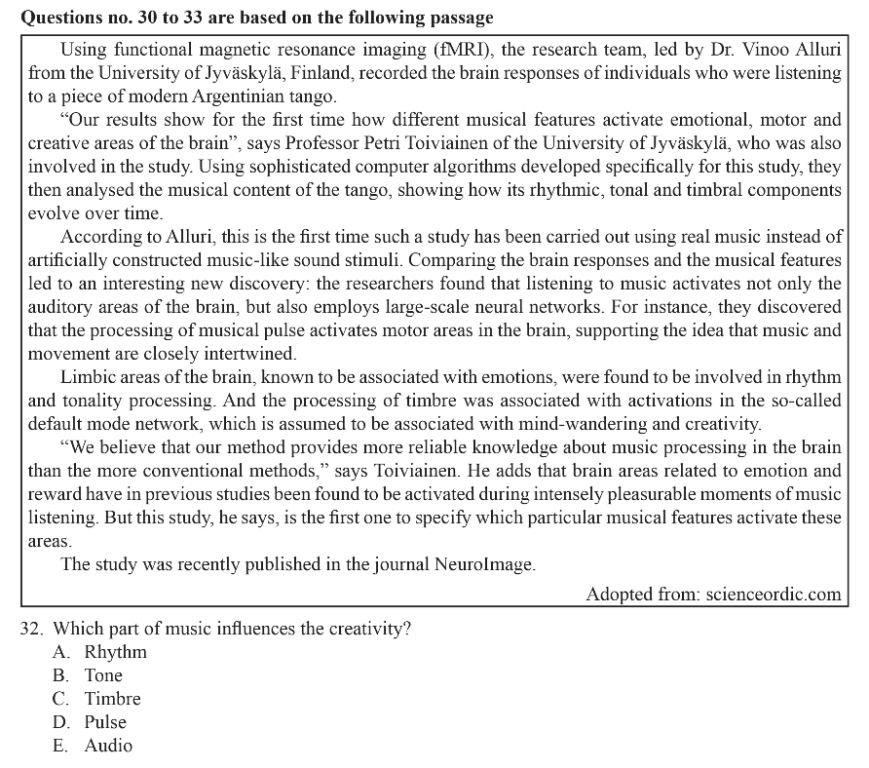 Questions no. 30 to 33 are based on the following passage
Using functional magnetic resonance imaging (fMRI), the research team, led by Dr. Vinoo Alluri
from the University of Jyväskylä, Finland, recorded the brain responses of individuals who were listening
to a piece of modern Argentinian tango.
“Our results show for the first time how different musical features activate emotional, motor and
creative areas of the brain”, says Professor Petri Toiviainen of the University of Jyväskylä, who was also
involved in the study. Using sophisticated computer algorithms developed specifically for this study, they
then analysed the musical content of the tango, showing how its rhythmic, tonal and timbral components
evolve over time.
According to Alluri, this is the first time such a study has been carried out using real music instead of
artificially constructed music-like sound stimuli. Comparing the brain responses and the musical features
led to an interesting new discovery: the researchers found that listening to music activates not only the
auditory areas of the brain, but also employs large-scale neural networks. For instance, they discovered
that the processing of musical pulse activates motor areas in the brain, supporting the idea that music and
movement are closely intertwined.
Limbic areas of the brain, known to be associated with emotions, were found to be involved in rhythm
and tonality processing. And the processing of timbre was associated with activations in the so-called
default mode network, which is assumed to be associated with mind-wandering and creativity.
“We believe that our method provides more reliable knowledge about music processing in the brain
than the more conventional methods,” says Toiviainen. He adds that brain areas related to emotion and
reward have in previous studies been found to be activated during intensely pleasurable moments of music
listening. But this study, he says, is the first one to specify which particular musical features activate these
areas.
The study was recently published in the journal NeuroImage.
Adopted from: scienceordic.com
32. Which part of music influences the creativity?
A. Rhythm
B. Tone
C. Timbre
D. Pulse
E. Audio